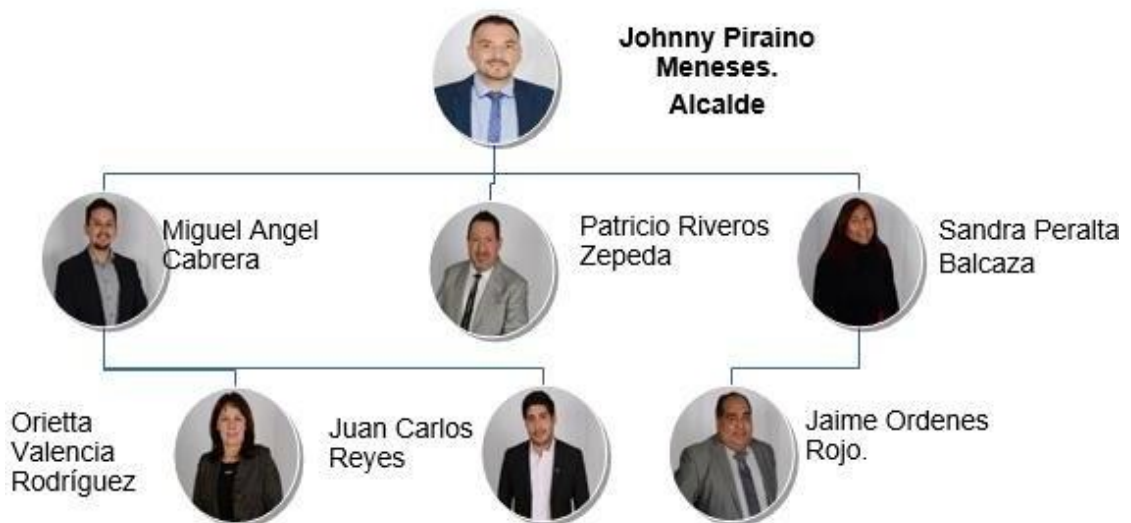 Johnny Piraino
Meneses.
Alcalde
Miguel Angel
Cabrera
Patricio Riveros
Zepeda
Sandra Peralta
Balcaza
Orietta
Valencia
Rodríguez
Juan Carlos
Reyes
Jaime Ordenes
Rojo.